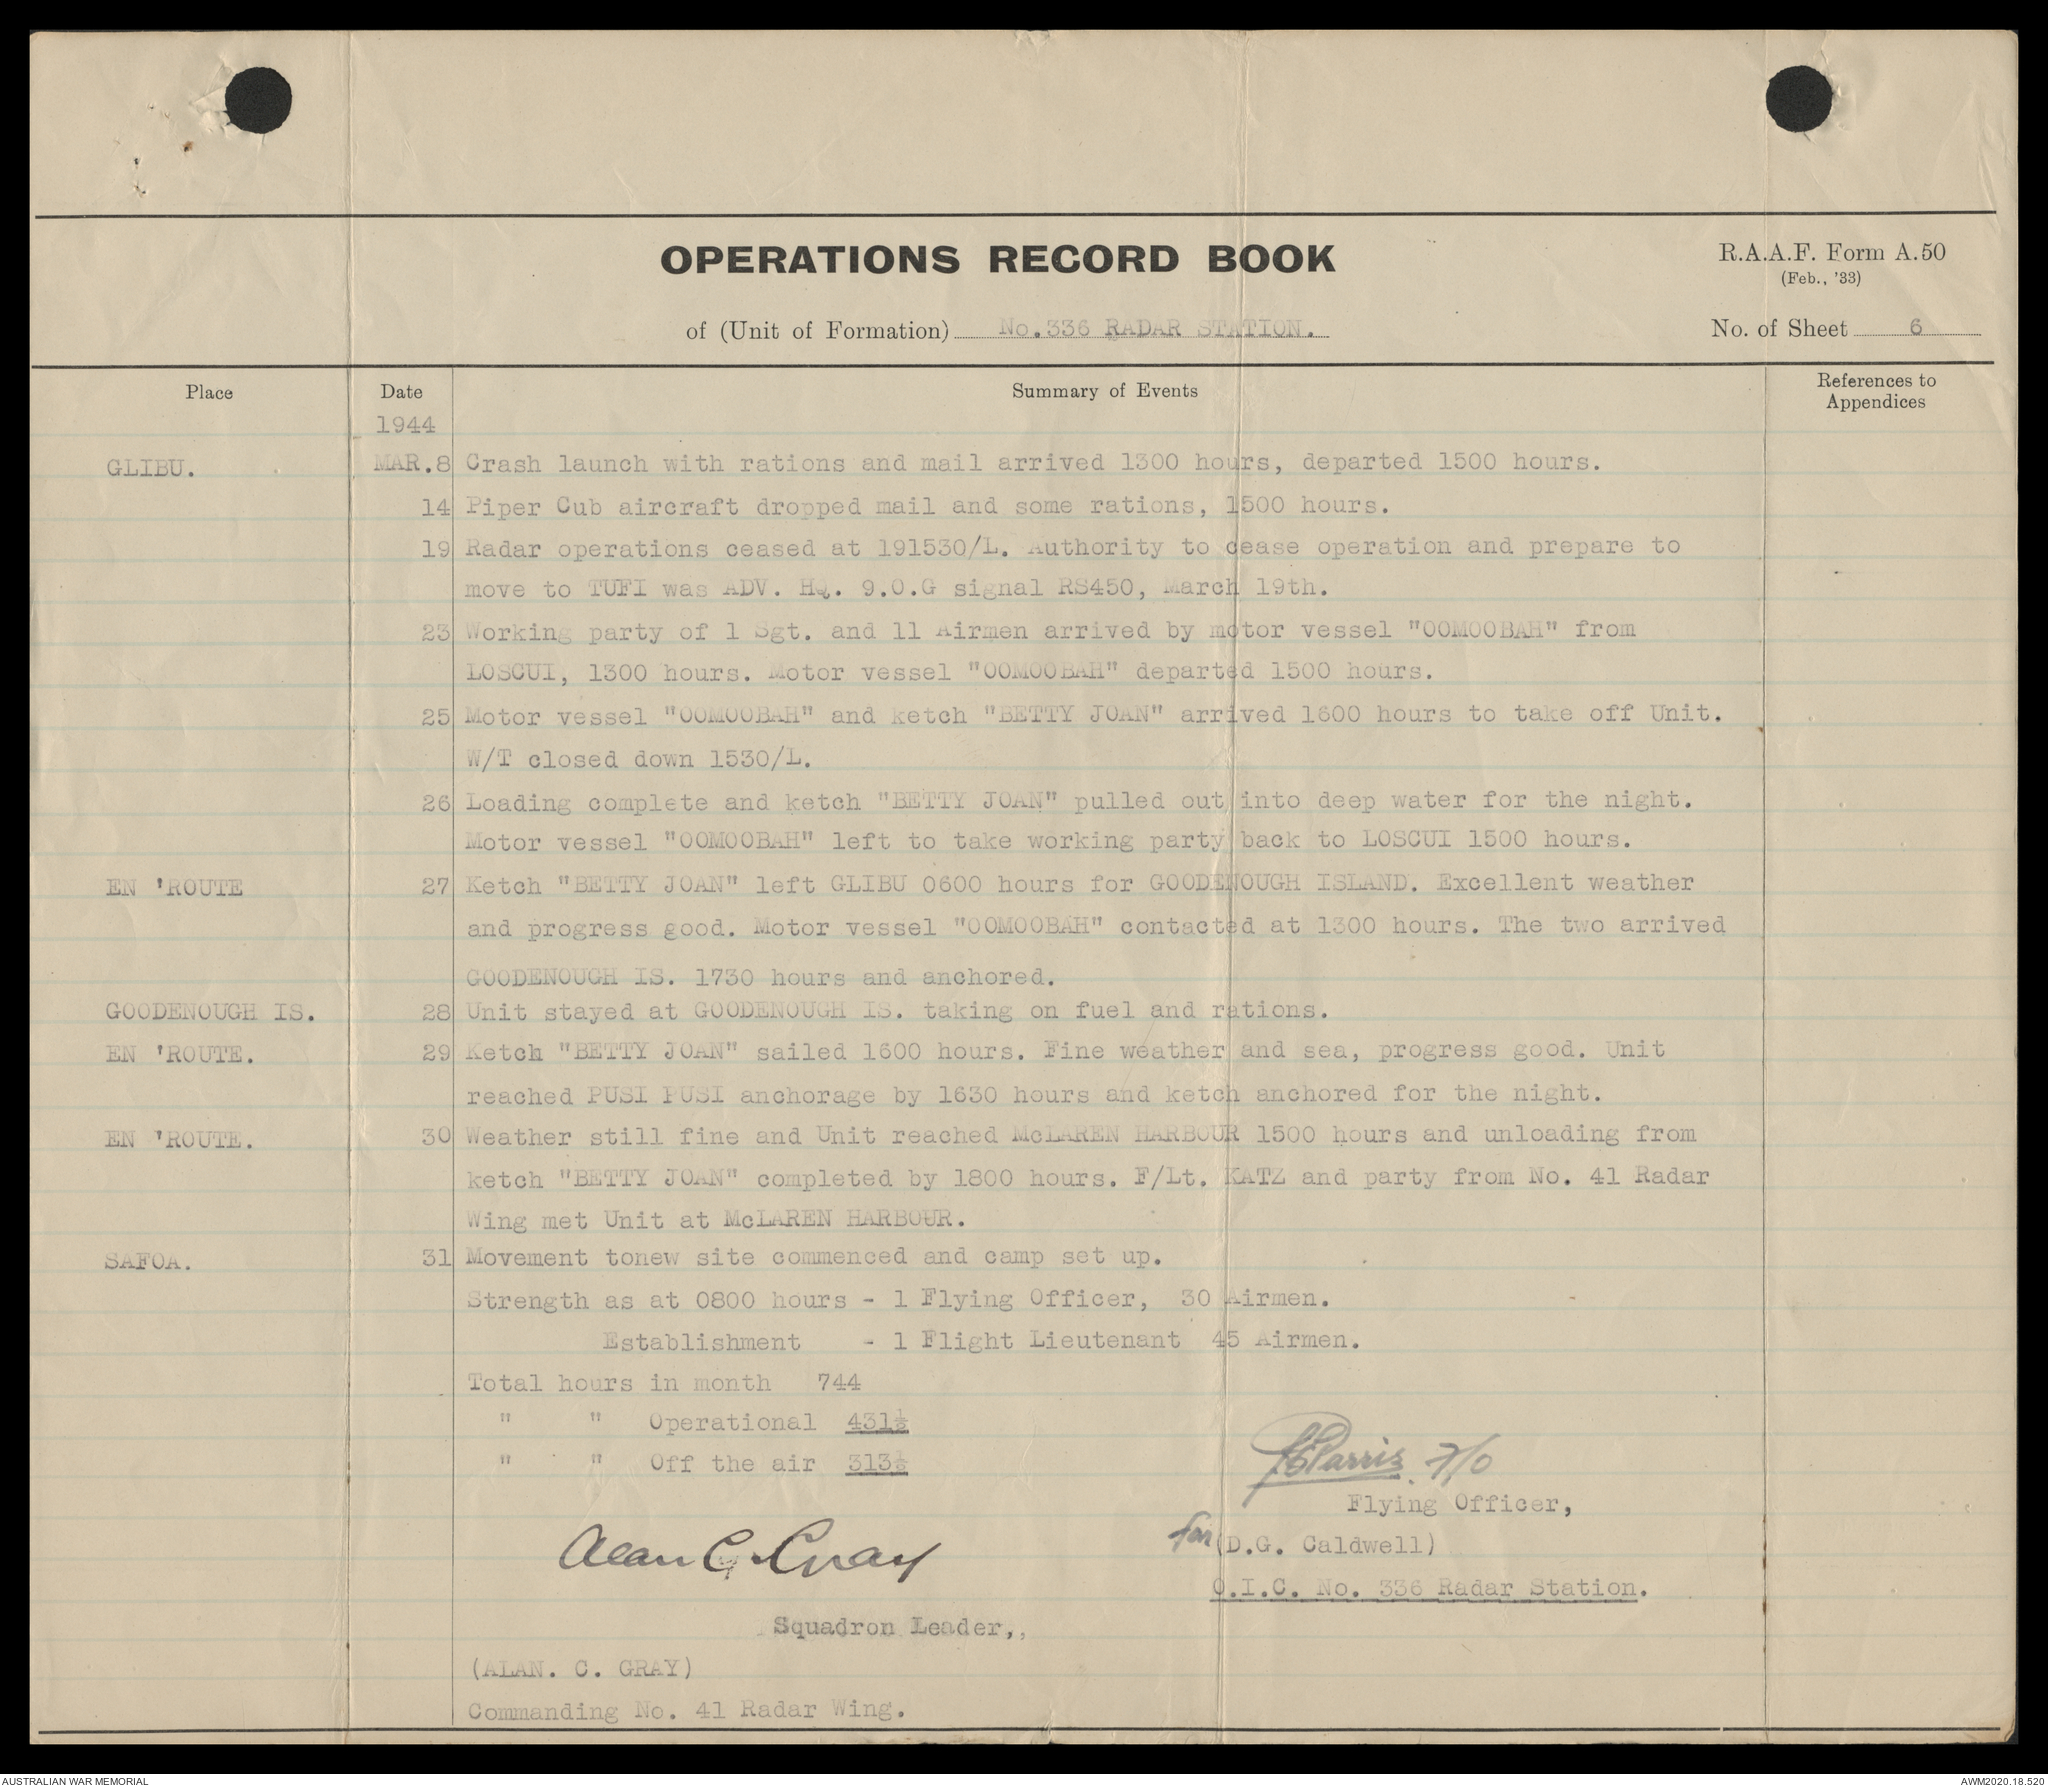 OPERATIONS RECORD BOOK
R.A.A.F. Form A.50
(Feb., '33)
of (Unit of Formation) No.336 RADAR STATION.
No. of Sheet 6
Place Date Summary of Events References to Appendices
1944
GLIBU. MAR.8 Crash launch with rations and mail arrived 1300 hours, departed 1500 hours.
14 Piper Cub aircraft dropped mail and some rations, 1500 hours.
19 Radar operations ceased at 191530/L. Authority to cease operation and prepare to
move to TUFI was ADV. HQ. 9.O.G signal RS450, March 19th.
23 Working party of 1 Sgt. and 11 Airmen arrived by motor vessel "OOMOOBAH" from
LOSCUI, 1300 hours. Motor vessel "OOMOOBAH" departed 1500 hours.
25 Motor vessel "OOMOOBAH" and ketch "BETTY JOAN" arrived 1600 hours to take off Unit.
W/T closed down 1530/L.
26 Loading complete and ketch "BETTY JOAN" pulled out into deep water for the night.
Motor vessel "OOMOOBAH" left to take working party back to LOSCUI 1500 hours.
EN 'ROUTE 27 Ketch "BETTY JOAN" left GLIBU 0600 hours for GOODENOUGH ISLAND. Excellent weather
and progress good. Motor vessel "OOMOOBAH" contacted at 1300 hours. The two arrived
GOODENOUGH IS. 1730 hours and anchored.
GOODENOUGH IS. 28 Unit stayed at GOODENOUGH IS. taking on fuel and rations.
EN 'ROUTE. 29 Ketch "BETTY JOAN" sailed 1600 hours. Fine weather and sea, progress good. Unit
reached PUSI PUSI anchorage by 1630 hours and ketch anchored for the night.
EN 'ROUTE. 30 Weather still fine and Unit reached McLAREN HARBOUR 1500 hours and unloading from
ketch "BETTY JOAN" completed by 1800 hours. F/Lt. KATZ and party from No. 41 Radar
Wing met Unit at McLAREN HARBOUR.
SAFOA. 31 Movement tonew site commenced and camp set up.
Strength as at 0800 hours - 1 Flying Officer, 30 Airmen.
Establishment - 1 Flight Lieutenant 45 Airmen.
Total hours in month 744
" " Operational 431½
" " Off the air 313½
Parris F/O
Flying Officer,
for (D.G. Caldwell)
O.I.C. No. 336 Radar Station.
Alan C. Gray
Squadron Leader,,
(ALAN. C. GRAY)
Commanding No. 41 Radar Wing.
AUSTRALIAN WAR MEMORIAL
AWM2020.18.520